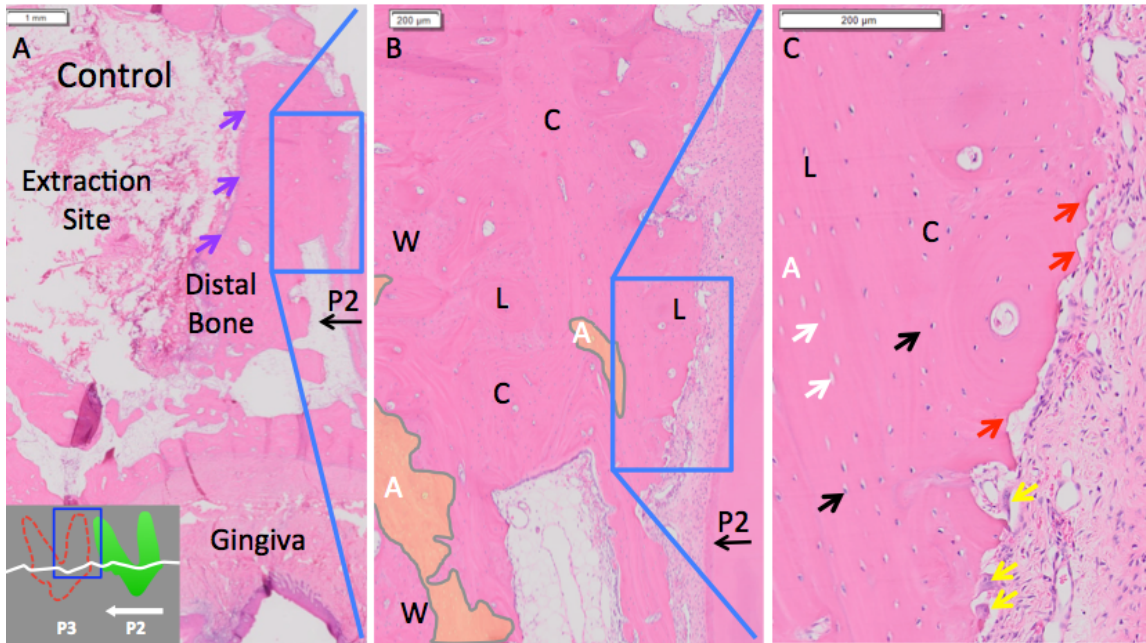 1 mm
A
Control
Extraction
Site
Distal
Bone
P2
Gingiva
P3 P2
200 µm
B
C
W
L
L
A
C
A
P2
W
200 µm
C
L
C
A